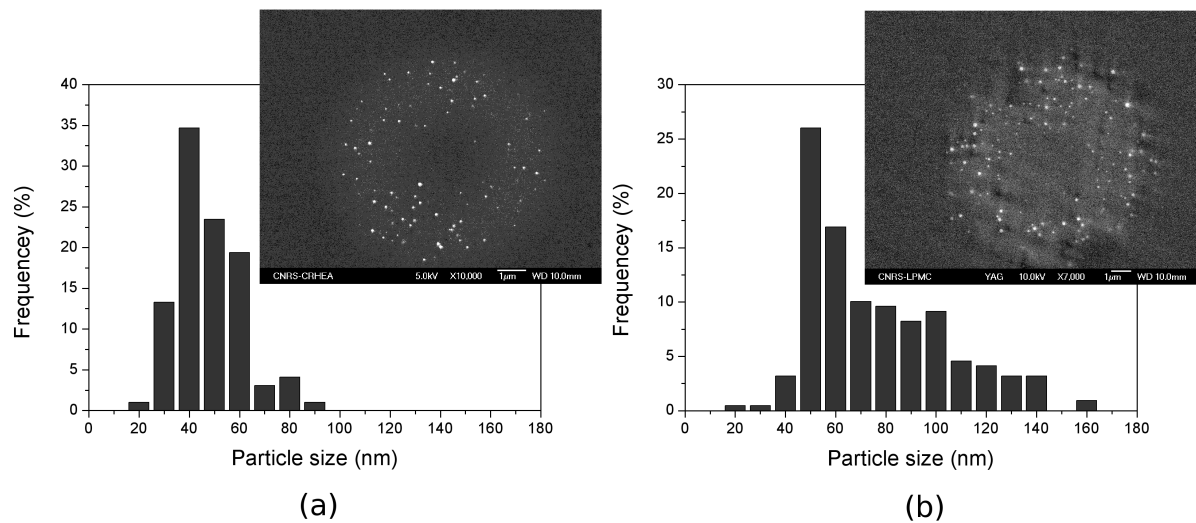 40
35
30
25
20
15
10
5
0
Frequencey (%)
0 20 40 60 80 100 120 140 160 180
Particle size (nm)
CNRS-CRHEA 5.0kV X10,000 1μm WD 10.0mm
(a)
30
25
20
15
10
5
0
Frequencey (%)
0 20 40 60 80 100 120 140 160 180
Particle size (nm)
CNRS-LPMC YAG 10.0kV X7,000 1μm WD 10.0mm
(b)